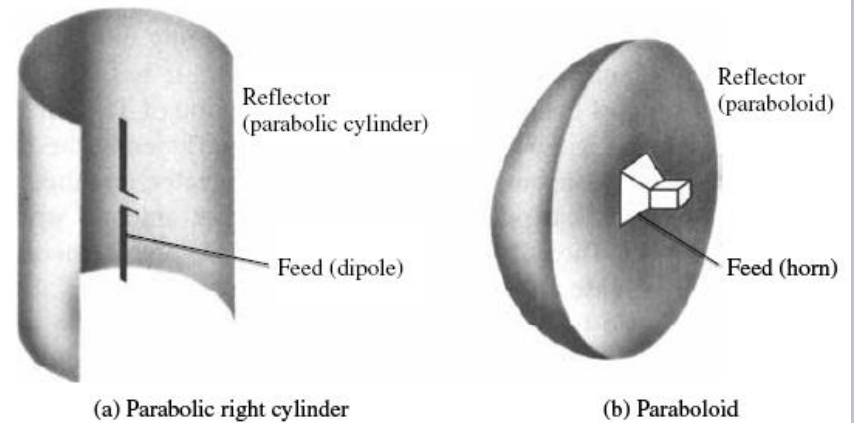 Reflector
(parabolic cylinder)
Feed (dipole)
(a) Parabolic right cylinder
Reflector
(paraboloid)
Feed (horn)
(b) Paraboloid